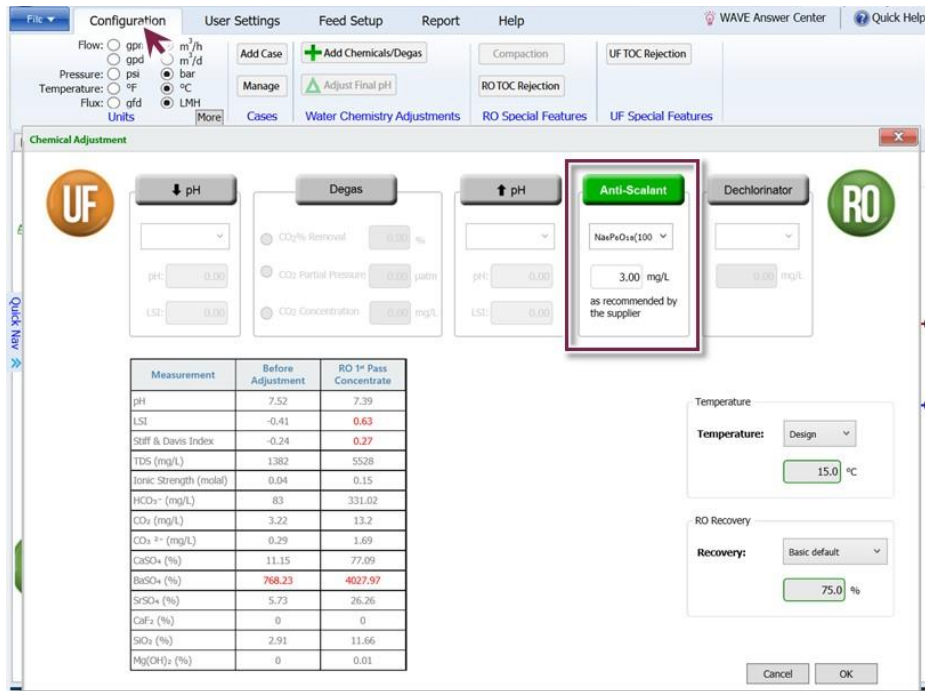 File Configuration User Settings Feed Setup Report Help WAVE Answer Center Quick Help
Flow: gpm m³/h
gpd m³/d
Pressure: psi bar
Temperature: ºF ºC
Flux: gfd LMH
Units More
Add Case
Manage
Cases
Add Chemicals/Degas
Adjust Final pH
Water Chemistry Adjustments
Compaction
RO TOC Rejection
RO Special Features
UF TOC Rejection
UF Special Features
Chemical Adjustment
UF
pH
pH: 0.00
LSI: 0.00
Degas
CO₂% Removal 0.00 %
CO₂ Partial Pressure 0.00 µatm
CO₂ Concentration 0.00 mg/L
pH
pH: 0.00
LSI: 0.00
Anti-Scalant
Na₆P₆O₁₈(100
3.00 mg/L
as recommended by
the supplier
Dechlorinator
0.00 mg/L
RO
Quick Nav
Measurement Before Adjustment RO 1ˢᵗ Pass Concentrate
pH 7.52 7.39
LSI -0.41 0.63
Stiff & Davis Index -0.24 0.27
TDS (mg/L) 1382 5528
Ionic Strength (molal) 0.04 0.15
HCO₃⁻ (mg/L) 83 331.02
CO₂ (mg/L) 3.22 13.2
CO₃ ²⁻ (mg/L) 0.29 1.69
CaSO₄ (%) 11.15 77.09
BaSO₄ (%) 768.23 4027.97
SrSO₄ (%) 5.73 26.26
CaF₂ (%) 0 0
SiO₂ (%) 2.91 11.66
Mg(OH)₂ (%) 0 0.01
Temperature
Temperature: Design
15.0 ºC
RO Recovery
Recovery: Basic default
75.0 %
Cancel OK